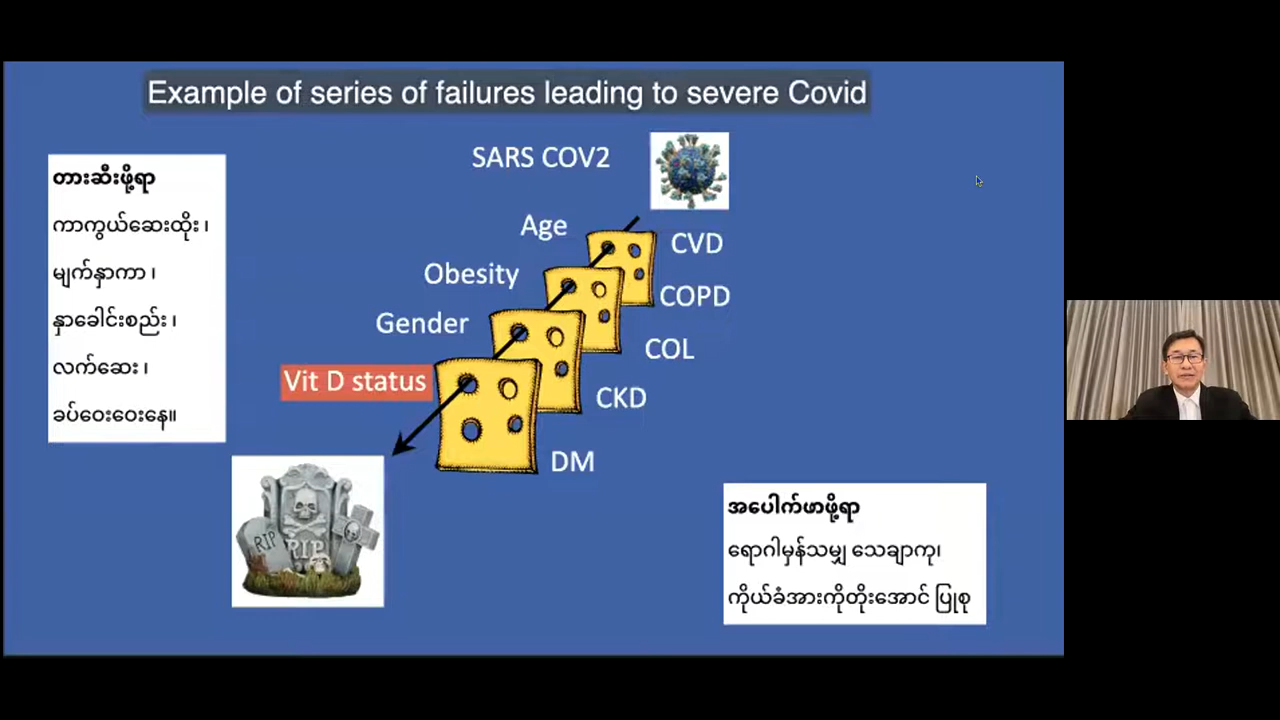 Example of series of failures leading to severe Covid
SARS COV2
တားဆီးဖို့ရာ
ကာကွယ်ဆေးထိုး ၊
မျက်နှာကာ ၊
နှာခေါင်းစည်း ၊
လက်ဆေး ၊
ခပ်ဝေးဝေးနေ။
Age
CVD
Obesity
COPD
Gender
COL
Vit D status
CKD
DM
RIP
RIP
အပေါက်ဖာဖို့ရာ
ရောဂါမှန်သမျှ သေချာကု၊
ကိုယ်ခံအားကိုတိုးအောင် ပြုစု